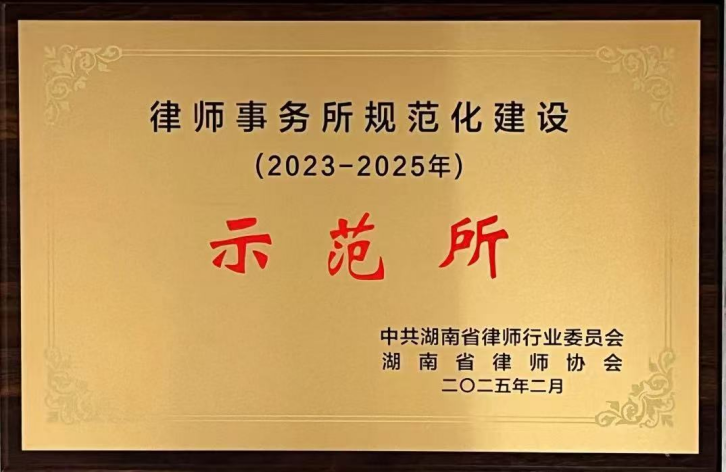 律师事务所规范化建设
(2023-2025年)
示范所
中共湖南省律师行业委员会
湖南省律师协会
二〇二五年二月